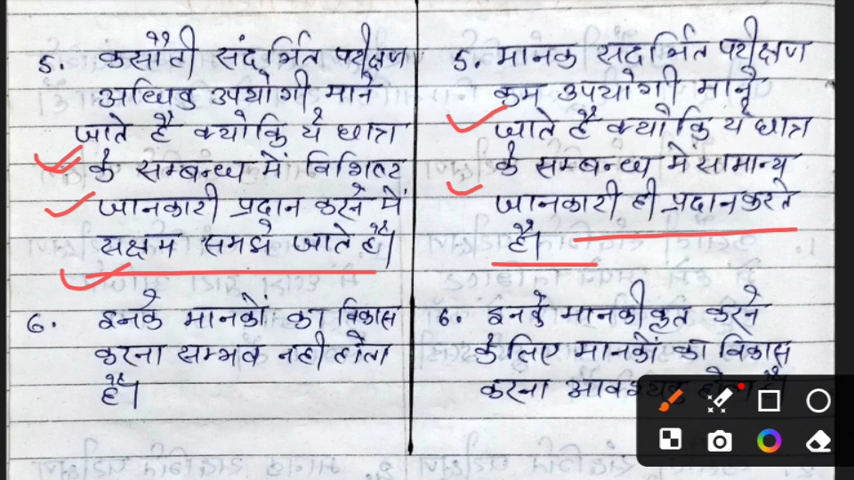 5. कसौटी संदर्भित परीक्षण
अधिक उपयोगी माने
जाते है क्योकि ये छात्रा
के सम्बन्ध में विशिष्ट
जानकारी प्रदान करने में
सक्षम समझे जाते है।
6. इनके मानकों का विकास
करना सम्भव नही होता
है।
5. मानक संदर्भित परीक्षण
कम उपयोगी माने
जाते है क्योकि ये छात्रा
के सम्बन्ध में सामान्य
जानकारी ही प्रदान करते
है।
6. इनके मानकीकृत करने
के लिए मानकों का विकास
करना आवश्यक होता है।